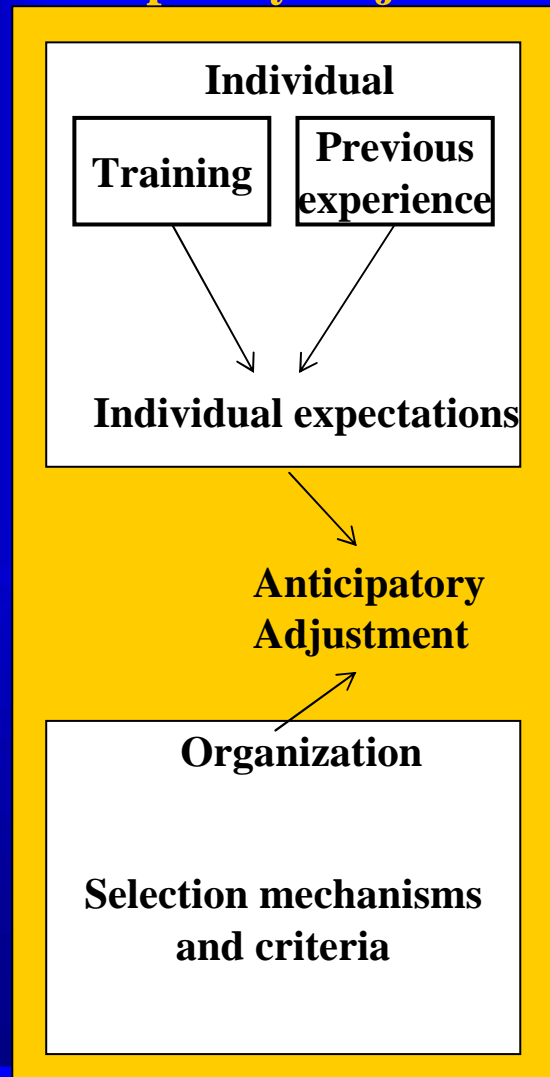 Individual
Training
Previous
experience
Individual expectations
Anticipatory
Adjustment
Organization
Selection mechanisms
and criteria